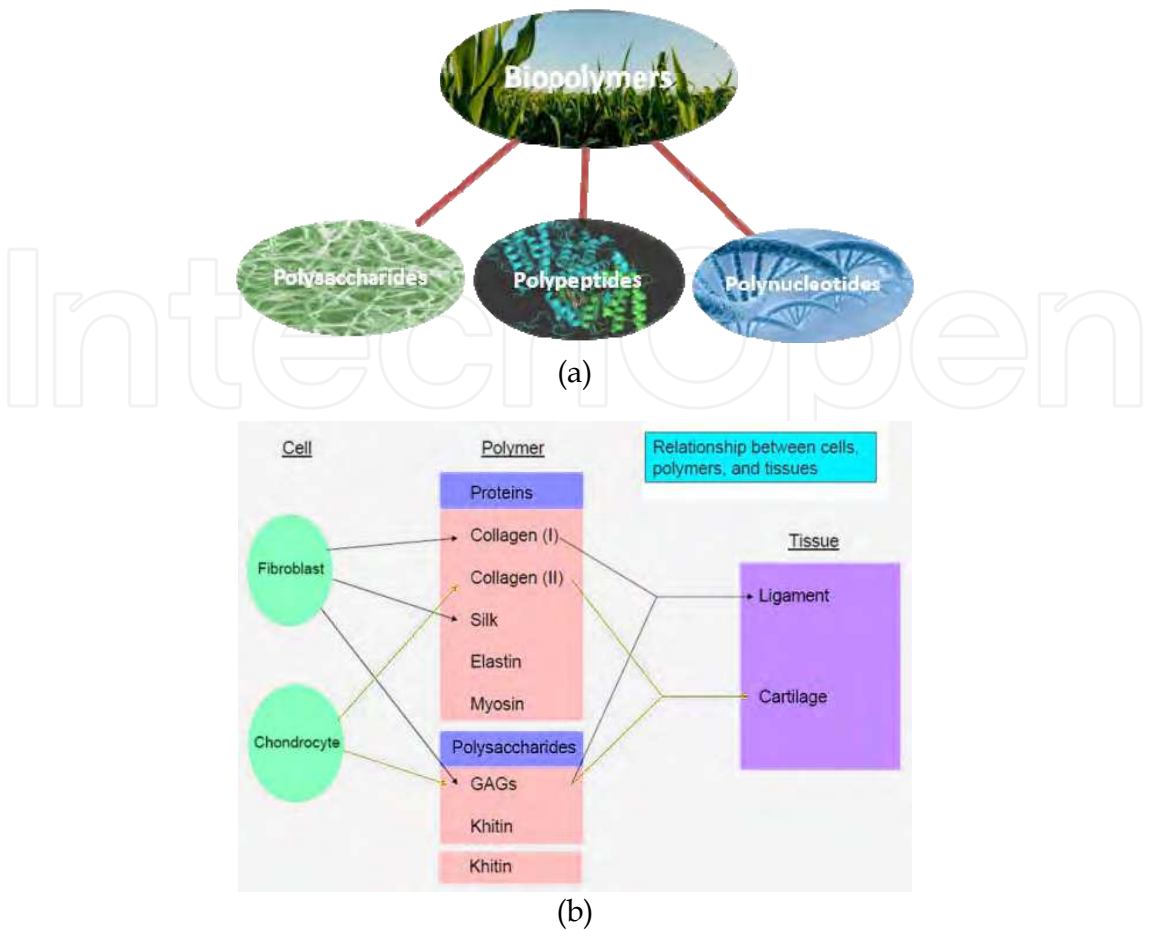 Biopolymers
Polysaccharides
Polypeptides
Polynucleotides
(a)
IntechOpen
Cell
Polymer
Relationship between cells,
polymers, and tissues
Proteins
Collagen (I)
Tissue
Fibroblast
Collagen (II)
Ligament
Silk
Elastin
Myosin
Cartilage
Chondrocyte
Polysaccharides
GAGs
Khitin
Khitin
(b)